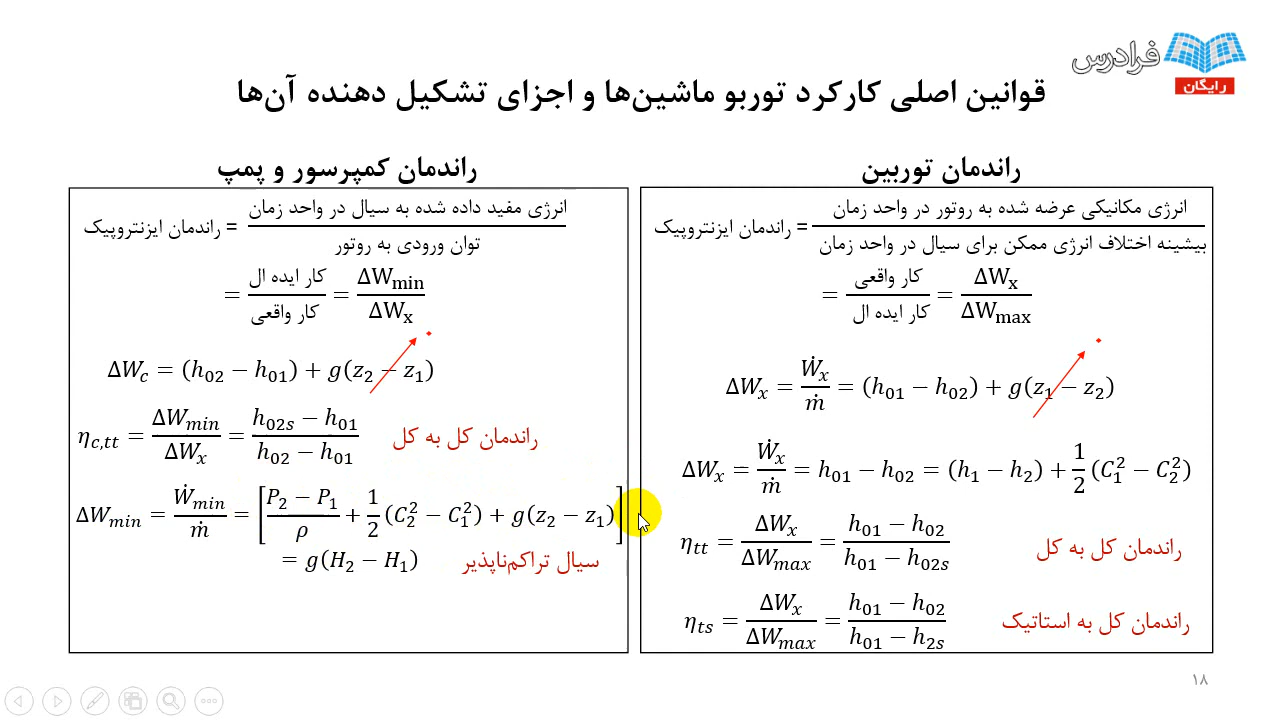 فرادرس
رایگان
قوانین اصلی کارکرد توربو ماشین‌ها و اجزای تشکیل دهنده آن‌ها
راندمان توربین
راندمان ایزنتروپیک = انرژی مکانیکی عرضه شده به روتور در واحد زمان / بیشینه اختلاف انرژی ممکن برای سیال در واحد زمان
= کار واقعی / کار ایده ال = ΔWx / ΔWmax
ΔW_x = Ẇ_x / ṁ = (h_01 − h_02) + g(z_1 − z_2)
ΔW_x = Ẇ_x / ṁ = h_01 − h_02 = (h_1 − h_2) + 1/2 (C_1^2 − C_2^2)
η_tt = ΔW_x / ΔW_max = (h_01 − h_02) / (h_01 − h_02s) راندمان کل به کل
η_ts = ΔW_x / ΔW_max = (h_01 − h_02) / (h_01 − h_2s) راندمان کل به استاتیک
راندمان کمپرسور و پمپ
راندمان ایزنتروپیک = انرژی مفید داده شده به سیال در واحد زمان / توان ورودی به روتور
= کار ایده ال / کار واقعی = ΔWmin / ΔWx
ΔW_c = (h_02 − h_01) + g(z_2 − z_1)
η_c,tt = ΔW_min / ΔW_x = (h_02s − h_01) / (h_02 − h_01) راندمان کل به کل
ΔW_min = Ẇ_min / ṁ = [(P_2 − P_1) / ρ + 1/2 (C_2^2 − C_1^2) + g(z_2 − z_1)]
= g(H_2 − H_1) سیال تراکم‌ناپذیر
۱۸